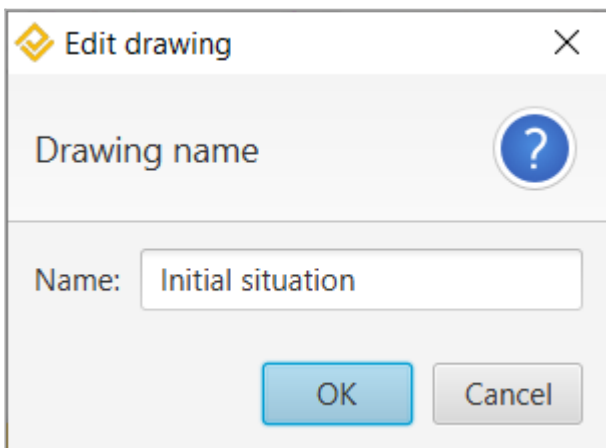 Edit drawing
Drawing name
?
Name: Initial situation
OK Cancel